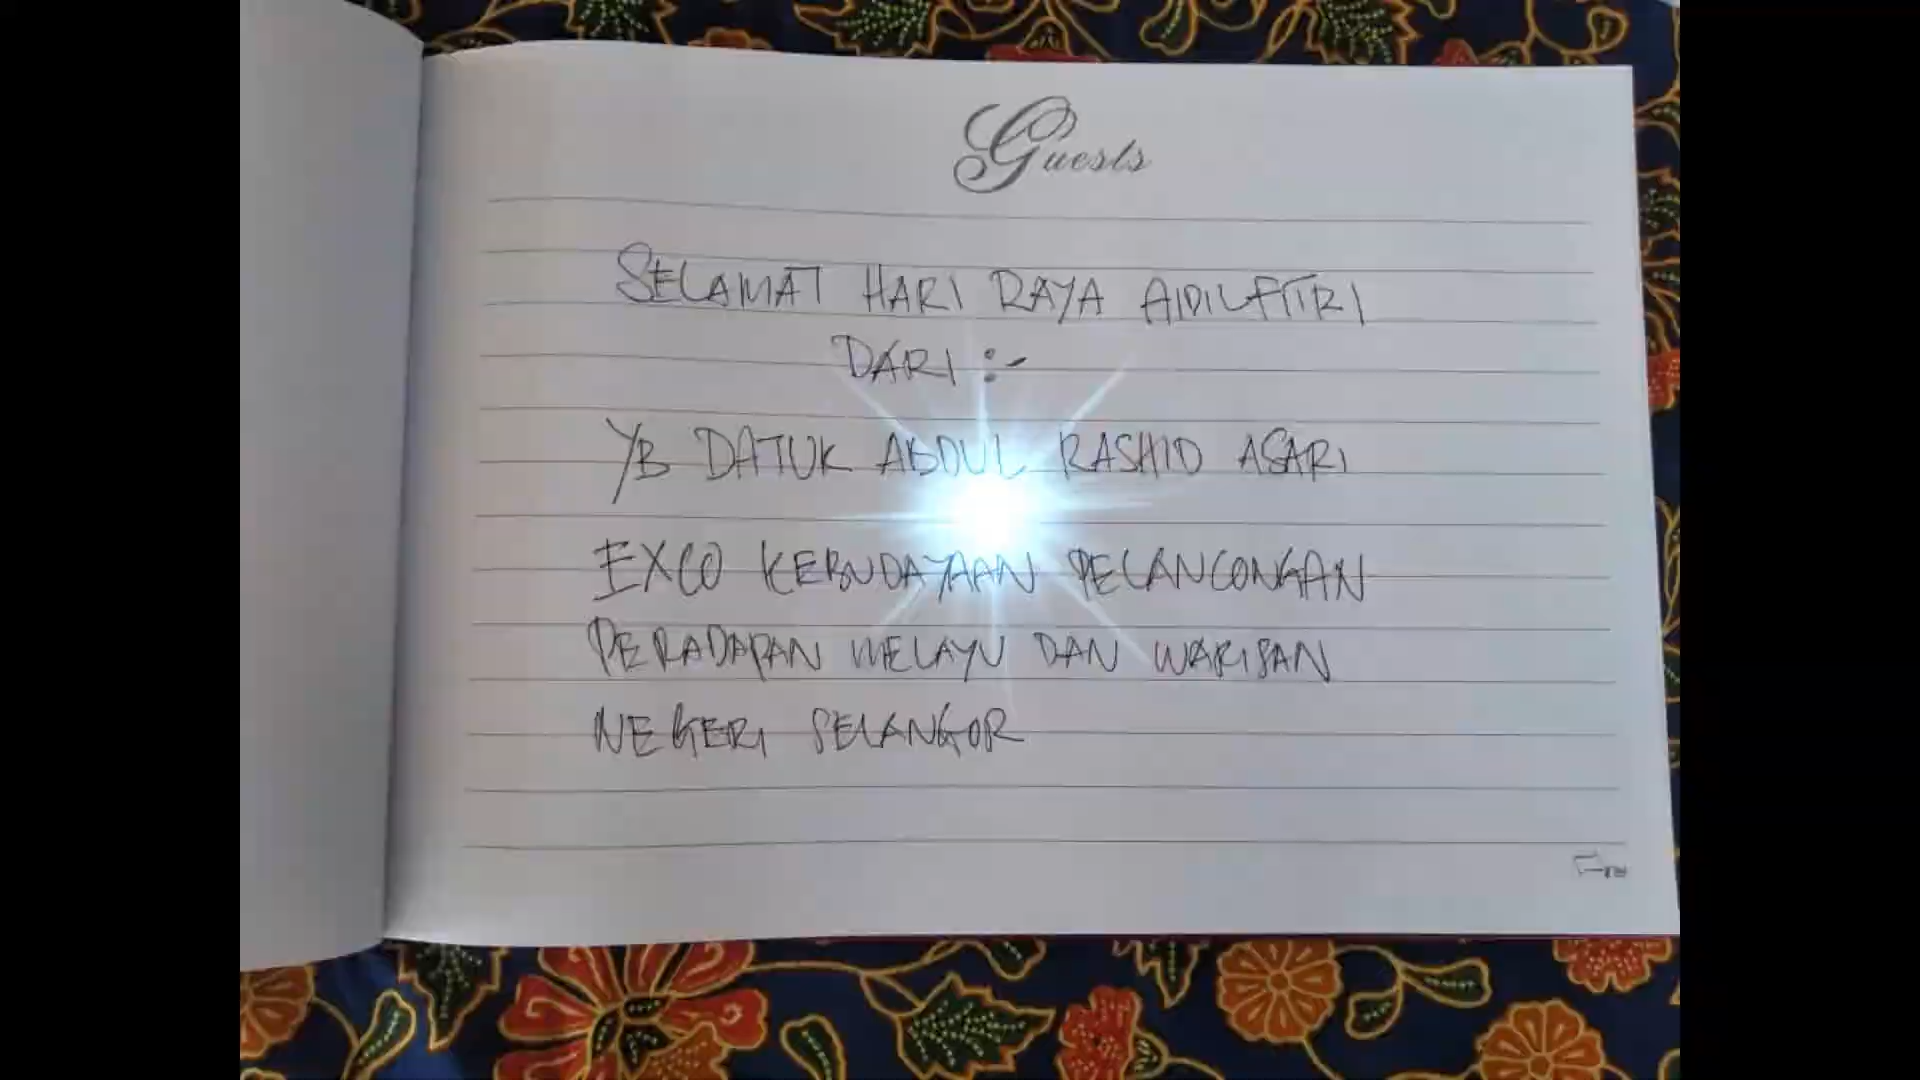 Guests
SELAMAT HARI RAYA AIDILFITRI
DARI :-
YB DATUK ABDUL RASHID ASARI
EXCO KEBUDAYAAN PELANCONGAN
PERADAPAN MELAYU DAN WARISAN
NEGERI SELANGOR